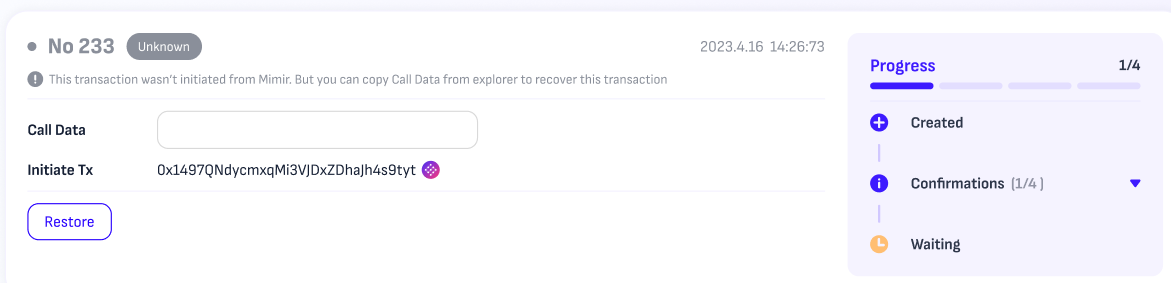 No 233 Unknown 2023.4.16 14:26:73
This transaction wasn't initiated from Mimir. But you can copy Call Data from explorer to recover this transaction
Call Data
Initiate Tx 0x1497QNdycmxqMi3VJDxZDhaJh4s9tyt
Restore
Progress 1/4
Created
Confirmations (1/4 )
Waiting